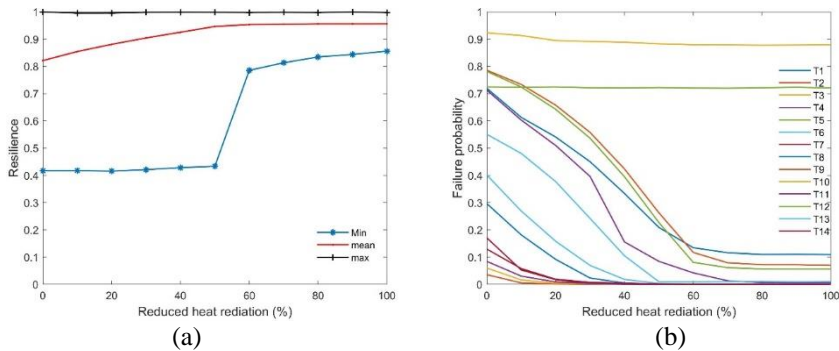 1
0.9
0.8
0.7
0.6
0.5
0.4
0.3
0.2
0.1
0
Resilience
Min
mean
max
0 20 40 60 80 100
Reduced heat rediation (%)
(a)
1
0.9
0.8
0.7
0.6
0.5
0.4
0.3
0.2
0.1
0
Failure probability
T1
T2
T3
T4
T5
T6
T7
T8
T9
T10
T11
T12
T13
T14
0 10 20 30 40 50 60 70 80 90 100
Reduced heat rediation (%)
(b)